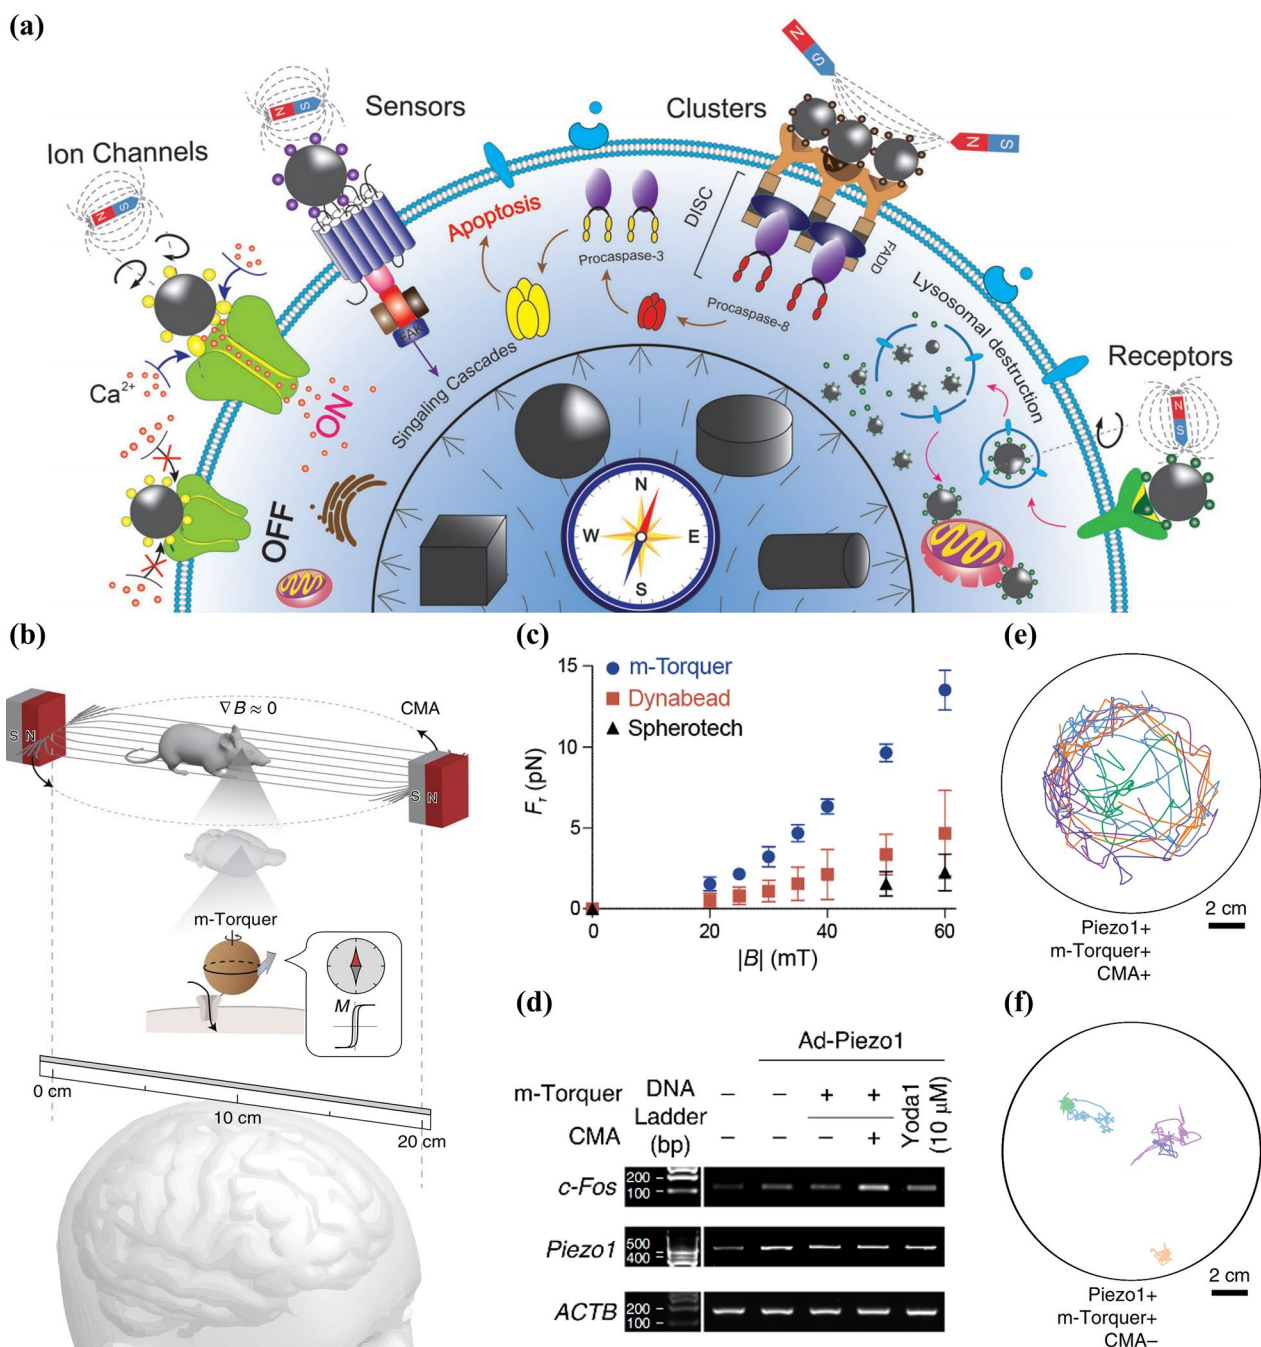 (a)
Ion Channels
Sensors
Clusters
Receptors
N S
N S
N S
N S
N
S
Ca2+
ON
OFF
FAK
Singaling Cascades
Apoptosis
Procaspase-3
Procaspase-8
DISC
FADD
Lysosomal destruction
N
W E
S
(b)
∇B ≈ 0
CMA
S N
S N
m-Torquer
M
0 cm
10 cm
20 cm
(c)
15
10
5
0
Fτ (pN)
m-Torquer
Dynabead
Spherotech
0 20 40 60
|B| (mT)
(d)
Ad-Piezo1
m-Torquer
DNA
Ladder
(bp)
– – + +
CMA
– – – +
Yoda1
(10 µM)
c-Fos
200
100
Piezo1
500
400
ACTB
200
100
(e)
2 cm
Piezo1+
m-Torquer+
CMA+
(f)
2 cm
Piezo1+
m-Torquer+
CMA–